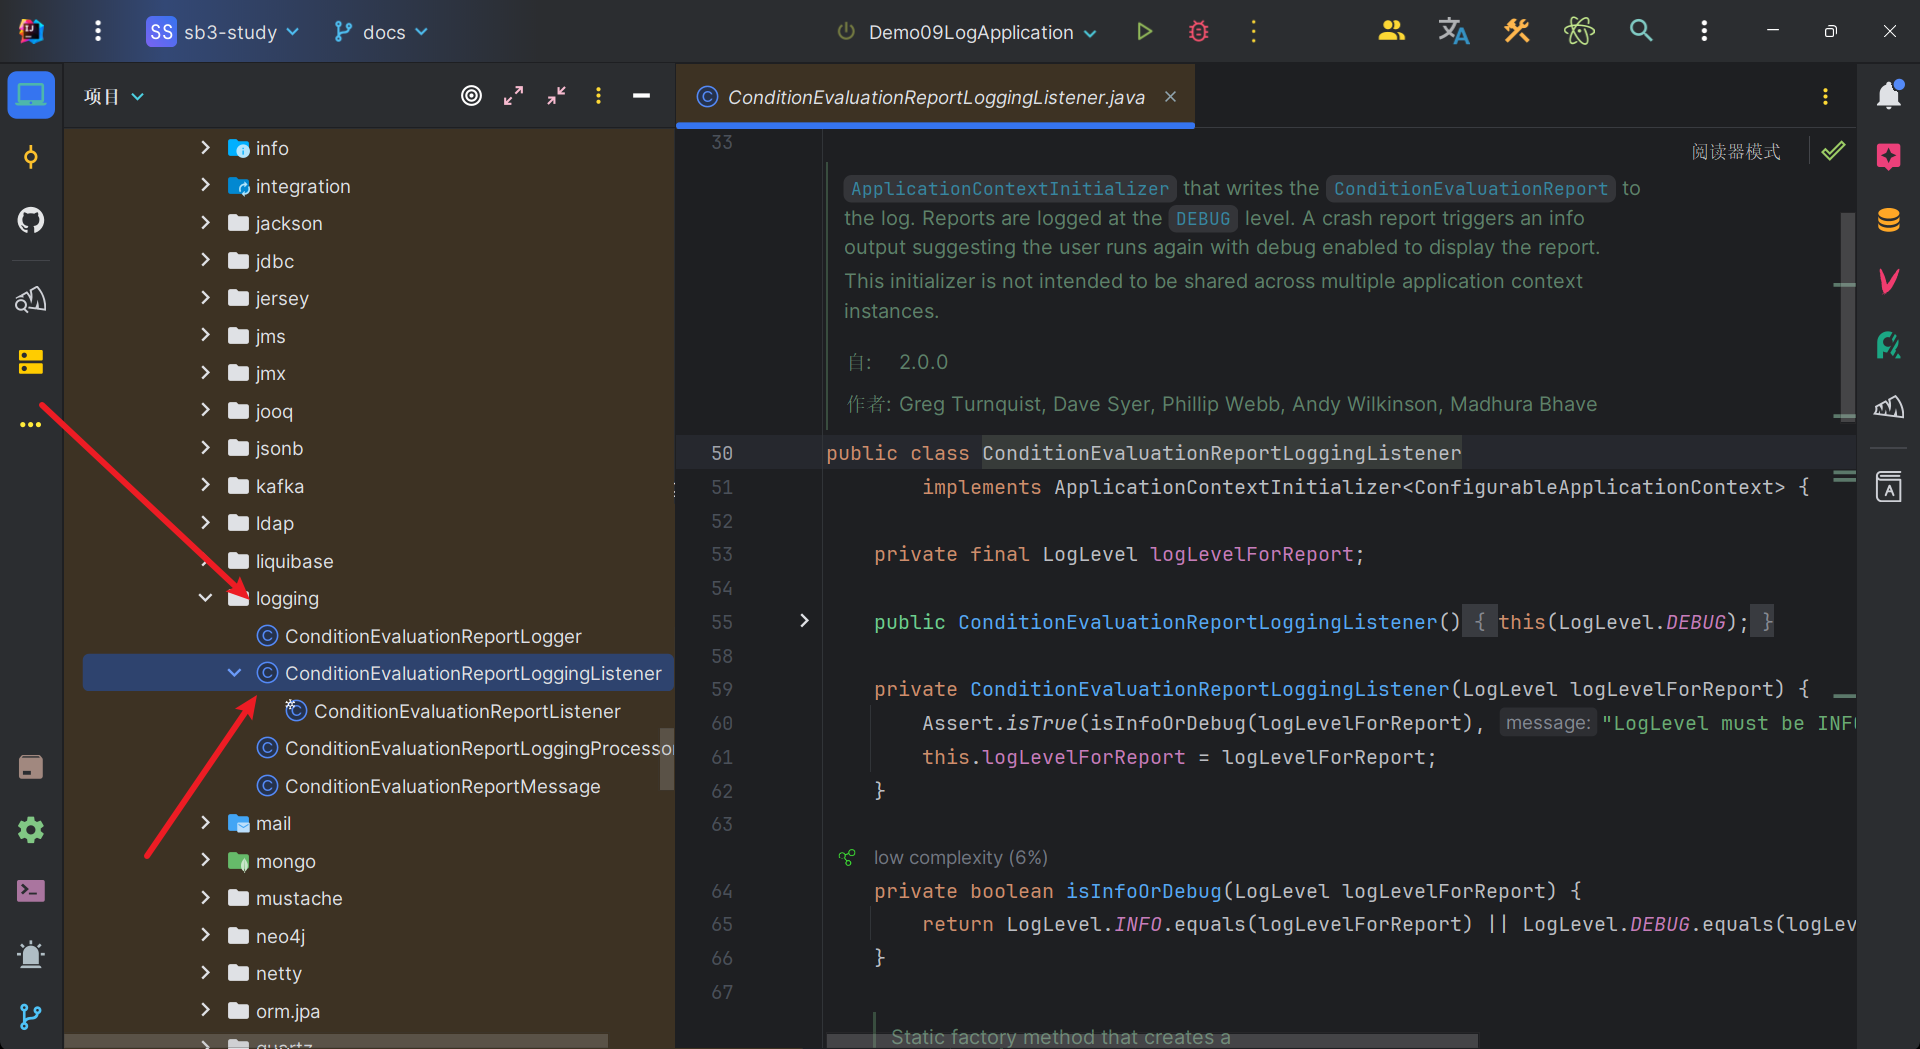 SS sb3-study docs Demo09LogApplication
项目
ConditionEvaluationReportLoggingListener.java
info
integration
jackson
jdbc
jersey
jms
jmx
jooq
jsonb
kafka
ldap
liquibase
logging
ConditionEvaluationReportLogger
ConditionEvaluationReportLoggingListener
ConditionEvaluationReportListener
ConditionEvaluationReportLoggingProcesso
ConditionEvaluationReportMessage
mail
mongo
mustache
neo4j
netty
orm.jpa
quartz
33
阅读器模式
ApplicationContextInitializer that writes the ConditionEvaluationReport to
the log. Reports are logged at the DEBUG level. A crash report triggers an info
output suggesting the user runs again with debug enabled to display the report.
This initializer is not intended to be shared across multiple application context
instances.
自: 2.0.0
作者: Greg Turnquist, Dave Syer, Phillip Webb, Andy Wilkinson, Madhura Bhave
50 public class ConditionEvaluationReportLoggingListener
51 implements ApplicationContextInitializer<ConfigurableApplicationContext> {
52
53 private final LogLevel logLevelForReport;
54
55 public ConditionEvaluationReportLoggingListener() { this(LogLevel.DEBUG); }
58
59 private ConditionEvaluationReportLoggingListener(LogLevel logLevelForReport) {
60 Assert.isTrue(isInfoOrDebug(logLevelForReport), message: "LogLevel must be INF
61 this.logLevelForReport = logLevelForReport;
62 }
63
low complexity (6%)
64 private boolean isInfoOrDebug(LogLevel logLevelForReport) {
65 return LogLevel.INFO.equals(logLevelForReport) || LogLevel.DEBUG.equals(logLev
66 }
67
Static factory method that creates a